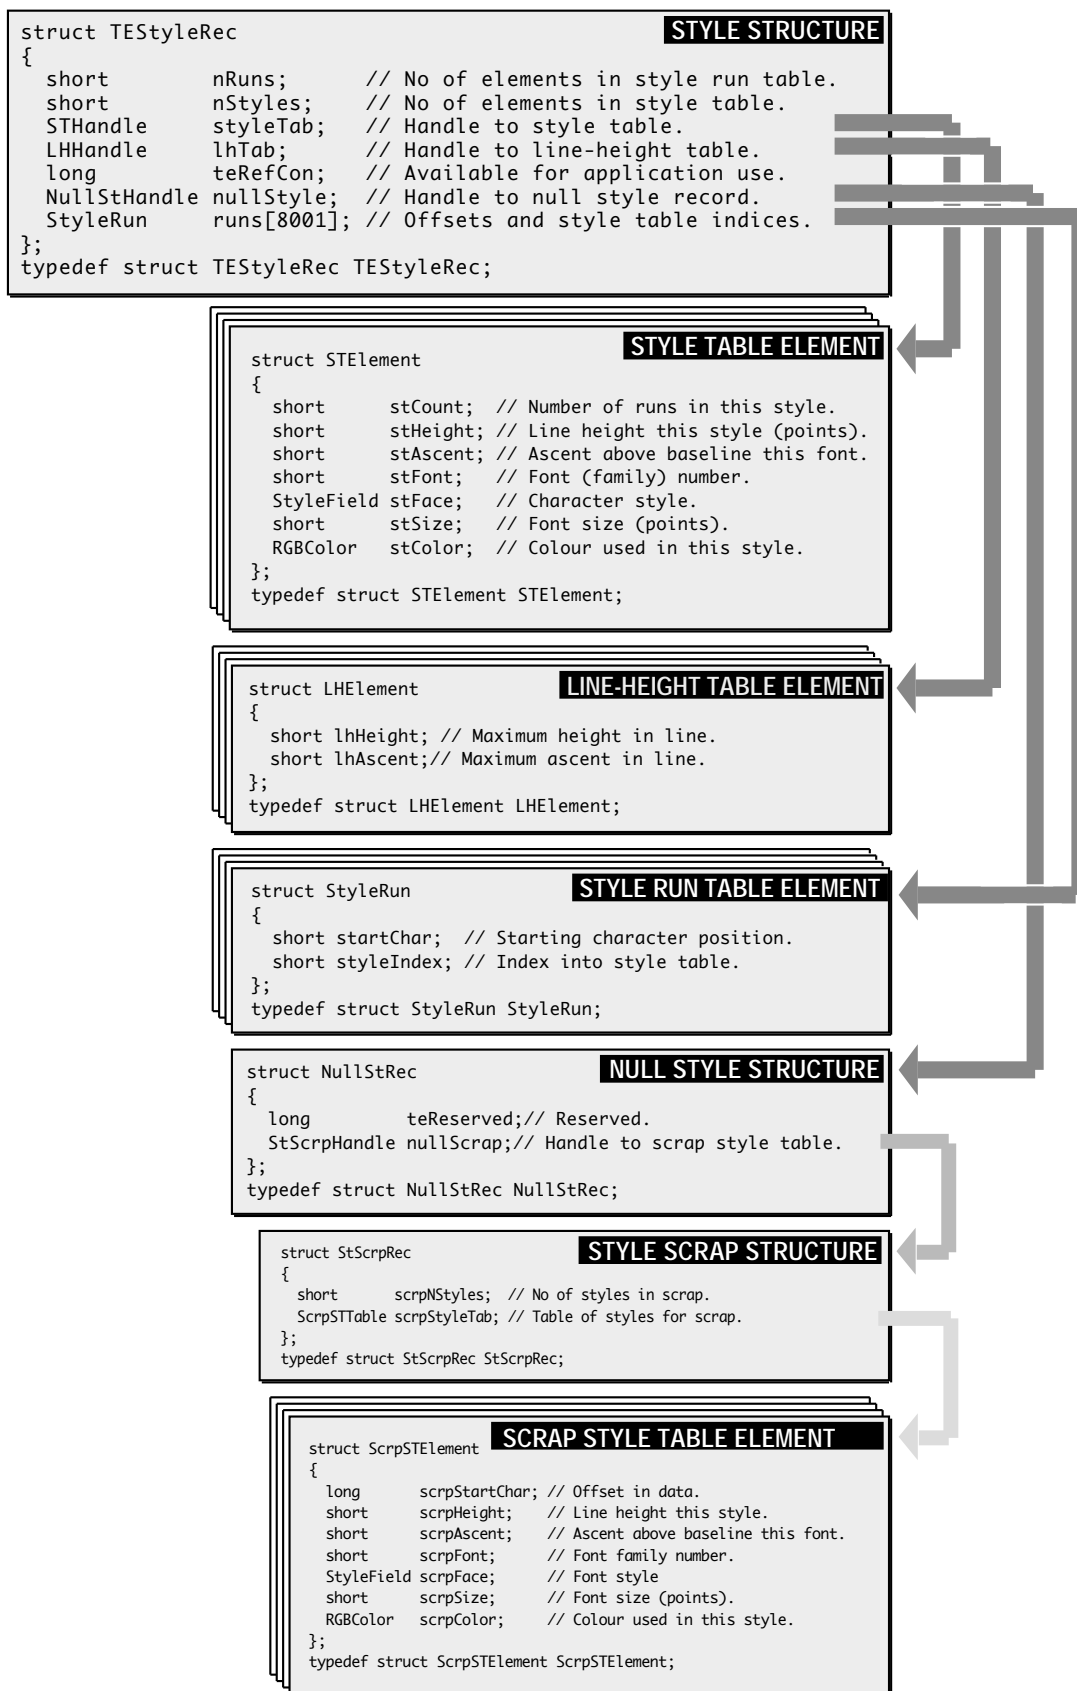 STYLE STRUCTURE
struct TEStyleRec
{
  short       nRuns;      // No of elements in style run table.
  short       nStyles;    // No of elements in style table.
  STHandle    styleTab;   // Handle to style table.
  LHHandle    lhTab;      // Handle to line-height table.
  long        teRefCon;   // Available for application use.
  NullStHandle nullStyle; // Handle to null style record.
  StyleRun    runs[8001]; // Offsets and style table indices.
};
typedef struct TEStyleRec TEStyleRec;
STYLE TABLE ELEMENT
struct STElement
{
  short      stCount;  // Number of runs in this style.
  short      stHeight; // Line height this style (points).
  short      stAscent; // Ascent above baseline this font.
  short      stFont;   // Font (family) number.
  StyleField stFace;   // Character style.
  short      stSize;   // Font size (points).
  RGBColor   stColor;  // Colour used in this style.
};
typedef struct STElement STElement;
LINE-HEIGHT TABLE ELEMENT
struct LHElement
{
  short lhHeight; // Maximum height in line.
  short lhAscent;// Maximum ascent in line.
};
typedef struct LHElement LHElement;
STYLE RUN TABLE ELEMENT
struct StyleRun
{
  short startChar;  // Starting character position.
  short styleIndex; // Index into style table.
};
typedef struct StyleRun StyleRun;
NULL STYLE STRUCTURE
struct NullStRec
{
  long         teReserved;// Reserved.
  StScrpHandle nullScrap;// Handle to scrap style table.
};
typedef struct NullStRec NullStRec;
STYLE SCRAP STRUCTURE
struct StScrpRec
{
  short       scrpNStyles;  // No of styles in scrap.
  ScrpSTTable scrpStyleTab; // Table of styles for scrap.
};
typedef struct StScrpRec StScrpRec;
SCRAP STYLE TABLE ELEMENT
struct ScrpSTElement
{
  long       scrpStartChar; // Offset in data.
  short      scrpHeight;    // Line height this style.
  short      scrpAscent;    // Ascent above baseline this font.
  short      scrpFont;      // Font family number.
  StyleField scrpFace;      // Font style
  short      scrpSize;      // Font size (points).
  RGBColor   scrpColor;     // Colour used in this style.
};
typedef struct ScrpSTElement ScrpSTElement;